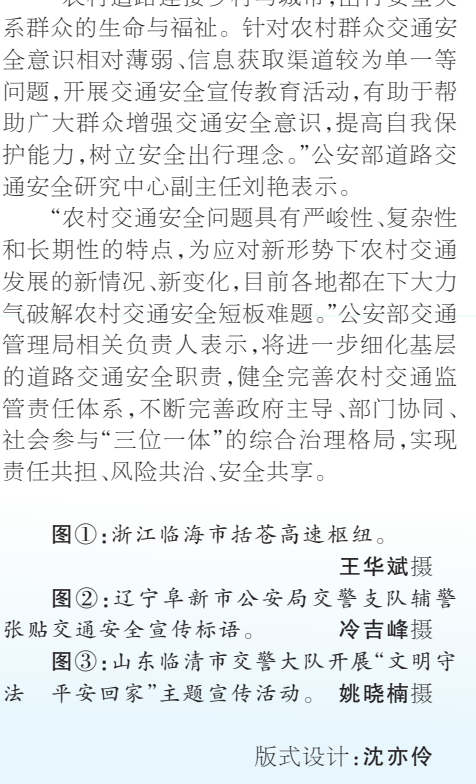 “农村道路连接乡村与城市，出行安全关
系群众的生命与福祉。针对农村群众交通安
全意识相对薄弱、信息获取渠道较为单一等
问题，开展交通安全宣传教育活动，有助于帮
助广大群众增强交通安全意识，提高自我保
护能力，树立安全出行理念。”公安部道路交
通安全研究中心副主任刘艳表示。
“农村交通安全问题具有严峻性、复杂性
和长期性的特点，为应对新形势下农村交通
发展的新情况、新变化，目前各地都在下大力
气破解农村交通安全短板难题。”公安部交通
管理局相关负责人表示，将进一步细化基层
的道路交通安全职责，健全完善农村交通监
管责任体系，不断完善政府主导、部门协同、
社会参与“三位一体”的综合治理格局，实现
责任共担、风险共治、安全共享。
图①：浙江临海市括苍高速枢纽。
王华斌摄
图②：辽宁阜新市公安局交警支队辅警
张贴交通安全宣传标语。 冷吉峰摄
图③：山东临清市交警大队开展“文明守
法　平安回家”主题宣传活动。 姚晓楠摄
版式设计：沈亦伶